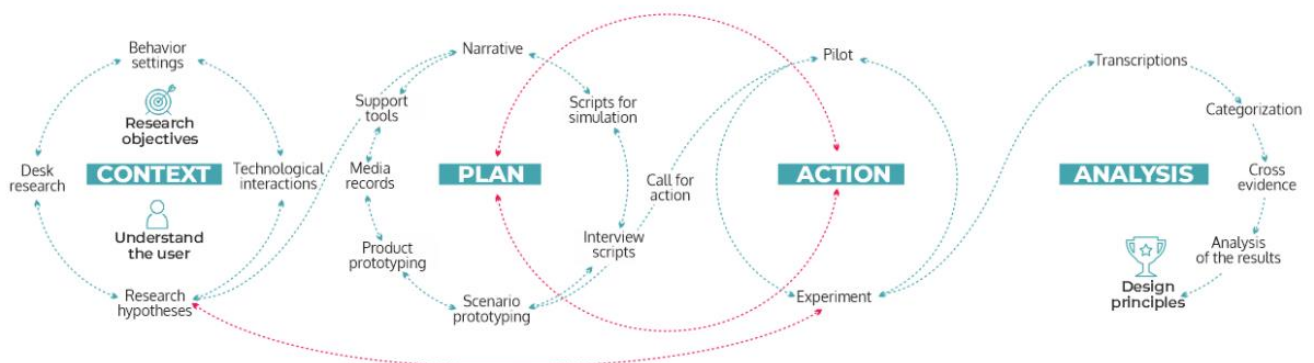 Behavior
settings
Research
objectives
Desk
research
CONTEXT
Technological
interactions
Understand
the user
Research
hypotheses
Narrative
Support
tools
Scripts for
simulation
Media
records
PLAN
Product
prototyping
Interview
scripts
Scenario
prototyping
Call for
action
Pilot
ACTION
Experiment
Transcriptions
Categorization
ANALYSIS
Cross
evidence
Analysis
of the results
Design
principles